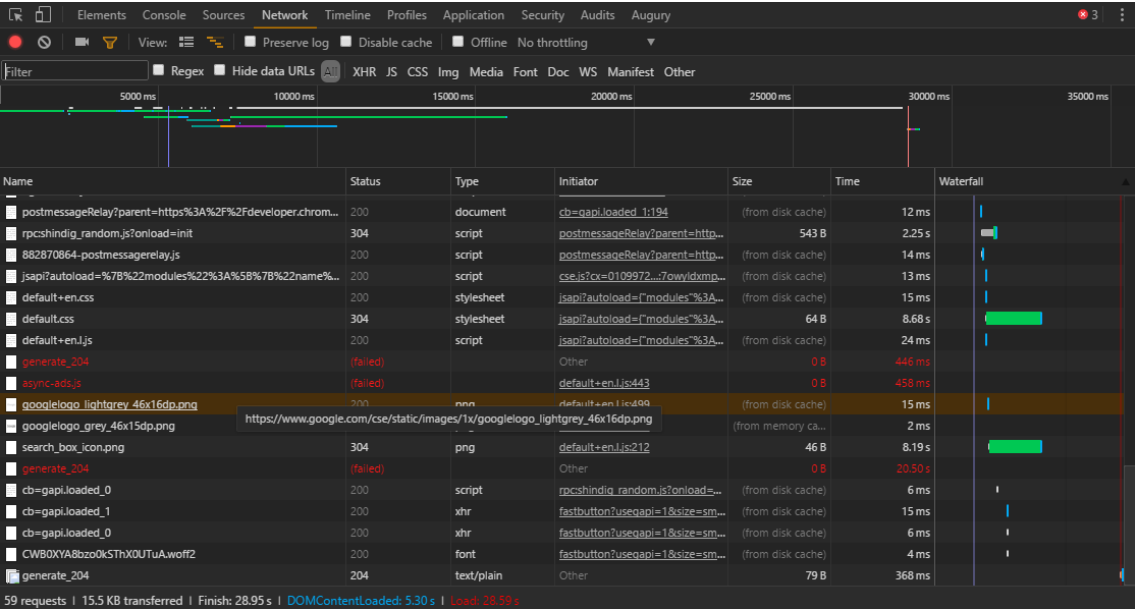 Elements Console Sources Network Timeline Profiles Application Security Audits Augury 3
View: Preserve log Disable cache Offline No throttling
Filter Regex Hide data URLs All XHR JS CSS Img Media Font Doc WS Manifest Other
5000 ms 10000 ms 15000 ms 20000 ms 25000 ms 30000 ms 35000 ms
Name Status Type Initiator Size Time Waterfall
postmessageRelay?parent=https%3A%2F%2Fdeveloper.chrom... 200 document cb=gapi.loaded_1:194 (from disk cache) 12 ms
rpc:shindig_random.js?onload=init 304 script postmessageRelay?parent=http... 543 B 2.25 s
882870864-postmessagerelay.js 200 script postmessageRelay?parent=http... (from disk cache) 14 ms
jsapi?autoload=%7B%22modules%22%3A%5B%7B%22name%... 200 script cse.js?cx=0109972...:7owyldxmp... (from disk cache) 13 ms
default+en.css 200 stylesheet jsapi?autoload={"modules"%3A... (from disk cache) 15 ms
default.css 304 stylesheet jsapi?autoload={"modules"%3A... 64 B 8.68 s
default+en.I.js 200 script jsapi?autoload={"modules"%3A... (from disk cache) 24 ms
generate_204 (failed) Other 0 B 446 ms
async-ads.js (failed) default+en.I.js:443 0 B 458 ms
googlelogo_lightgrey_46x16dp.png 200 png default+en.I.js:499 (from disk cache) 15 ms
https://www.google.com/cse/static/images/1x/googlelogo_lightgrey_46x16dp.png
googlelogo_grey_46x15dp.png (from memory ca... 2 ms
search_box_icon.png 304 png default+en.I.js:212 46 B 8.19 s
generate_204 (failed) Other 0 B 20.50 s
cb=gapi.loaded_0 200 script rpc:shindig_random.js?onload=... (from disk cache) 6 ms
cb=gapi.loaded_1 200 xhr fastbutton?usegapi=1&size=sm... (from disk cache) 15 ms
cb=gapi.loaded_0 200 xhr fastbutton?usegapi=1&size=sm... (from disk cache) 6 ms
CWB0XYA8bzo0kSThX0UTuA.woff2 200 font fastbutton?usegapi=1&size=sm... (from disk cache) 4 ms
generate_204 204 text/plain Other 79 B 368 ms
59 requests | 15.5 KB transferred | Finish: 28.95 s | DOMContentLoaded: 5.30 s | Load: 28.59 s